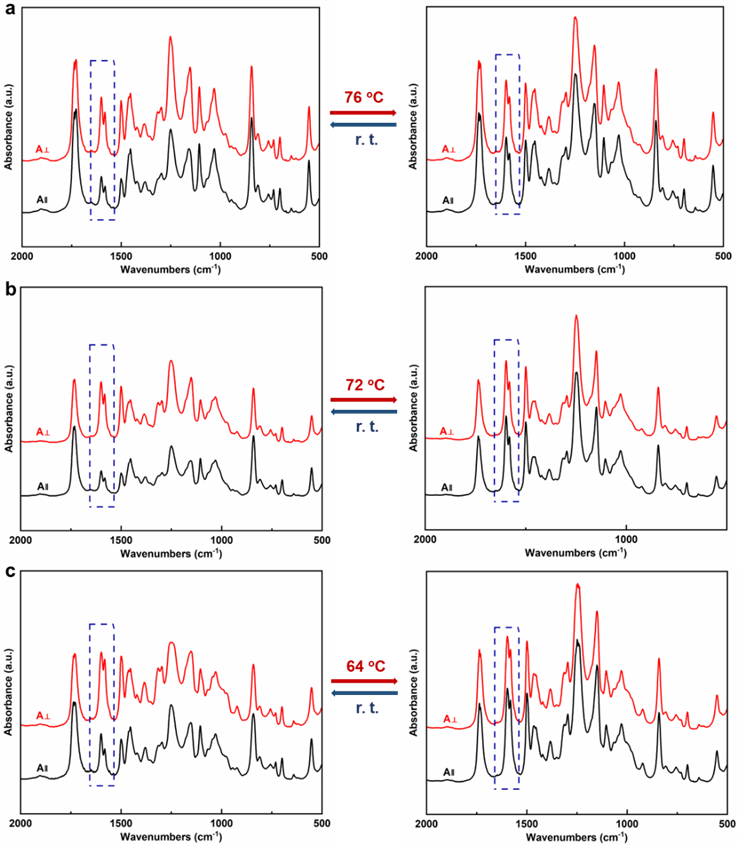 a
Absorbance (a.u.)
A⊥
A∥
2000 1500 1000 500
Wavenumbers (cm-1)
76 °C
r. t.
Absorbance (a.u.)
A⊥
A∥
2000 1500 1000 500
Wavenumbers (cm-1)
b
Absorbance (a.u.)
A⊥
A∥
2000 1500 1000 500
Wavenumbers (cm-1)
72 °C
r. t.
Absorbance (a.u.)
A⊥
A∥
2000 1500 1000
Wavenumbers (cm-1)
c
Absorbance (a.u.)
A⊥
A∥
2000 1500 1000 500
Wavenumbers (cm-1)
64 °C
r. t.
Absorbance (a.u.)
A⊥
A∥
2000 1500 1000 500
Wavenumbers (cm-1)